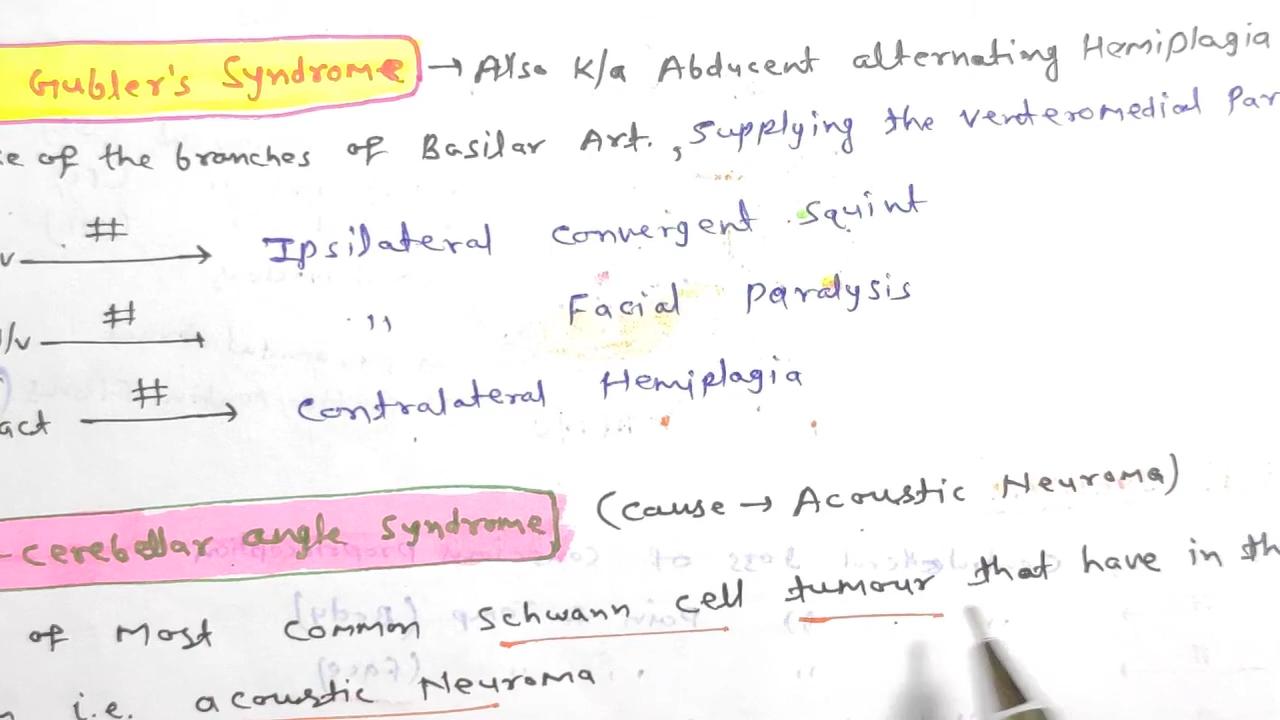 Gubler's Syndrome → Also K/a Abducent alternating Hemiplagia
of the branches of Basilar Art., supplying the venteromedial Par
# → Ipsilateral convergent squint
# → ,, Facial paralysis
act # → Contralateral Hemiplagia
-cerebellar angle syndrome (cause → Acoustic Neuroma)
of Most common schwann cell tumour that have in th
i.e. acoustic Neuroma